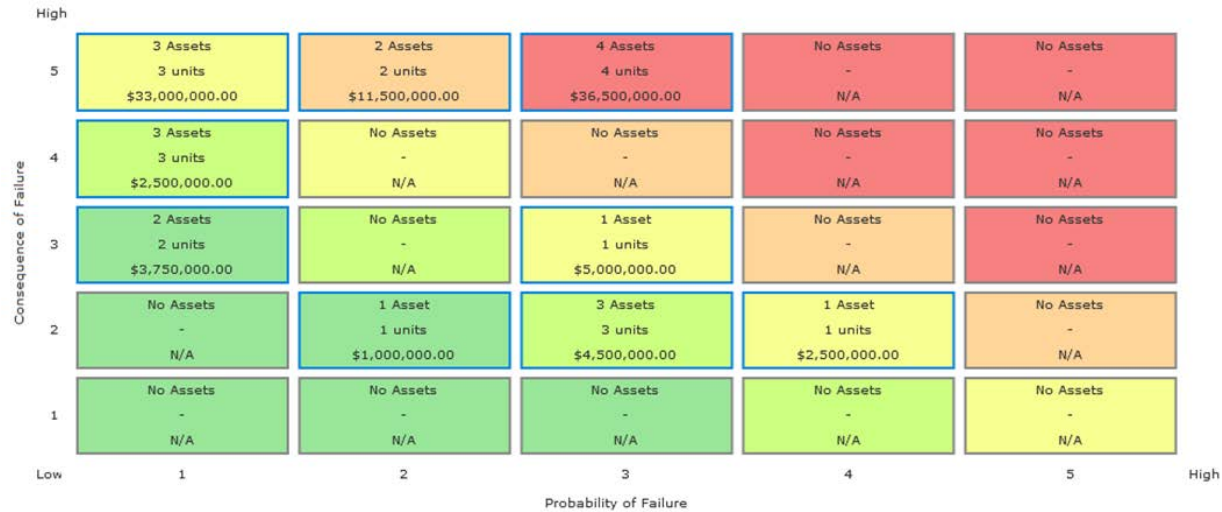 High
5
3 Assets
3 units
$33,000,000.00
2 Assets
2 units
$11,500,000.00
4 Assets
4 units
$36,500,000.00
No Assets
-
N/A
No Assets
-
N/A
4
3 Assets
3 units
$2,500,000.00
No Assets
-
N/A
No Assets
-
N/A
No Assets
-
N/A
No Assets
-
N/A
Consequence of Failure
3
2 Assets
2 units
$3,750,000.00
No Assets
-
N/A
1 Asset
1 units
$5,000,000.00
No Assets
-
N/A
No Assets
-
N/A
2
No Assets
-
N/A
1 Asset
1 units
$1,000,000.00
3 Assets
3 units
$4,500,000.00
1 Asset
1 units
$2,500,000.00
No Assets
-
N/A
1
No Assets
-
N/A
No Assets
-
N/A
No Assets
-
N/A
No Assets
-
N/A
No Assets
-
N/A
Low 1 2 3 4 5 High
Probability of Failure